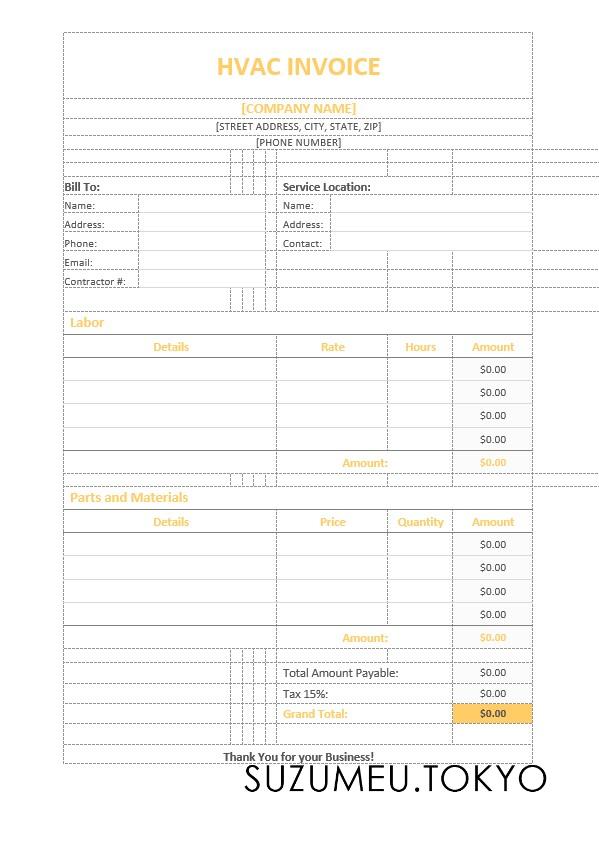 HVAC INVOICE
[COMPANY NAME]
[STREET ADDRESS, CITY, STATE, ZIP]
[PHONE NUMBER]
Bill To: Service Location:
Name: Name:
Address: Address:
Phone: Contact:
Email:
Contractor #:
Labor
Details Rate Hours Amount
$0.00
$0.00
$0.00
$0.00
Amount: $0.00
Parts and Materials
Details Price Quantity Amount
$0.00
$0.00
$0.00
$0.00
Amount: $0.00
Total Amount Payable: $0.00
Tax 15%: $0.00
Grand Total: $0.00
Thank You for your Business!
SUZUMEU.TOKYO